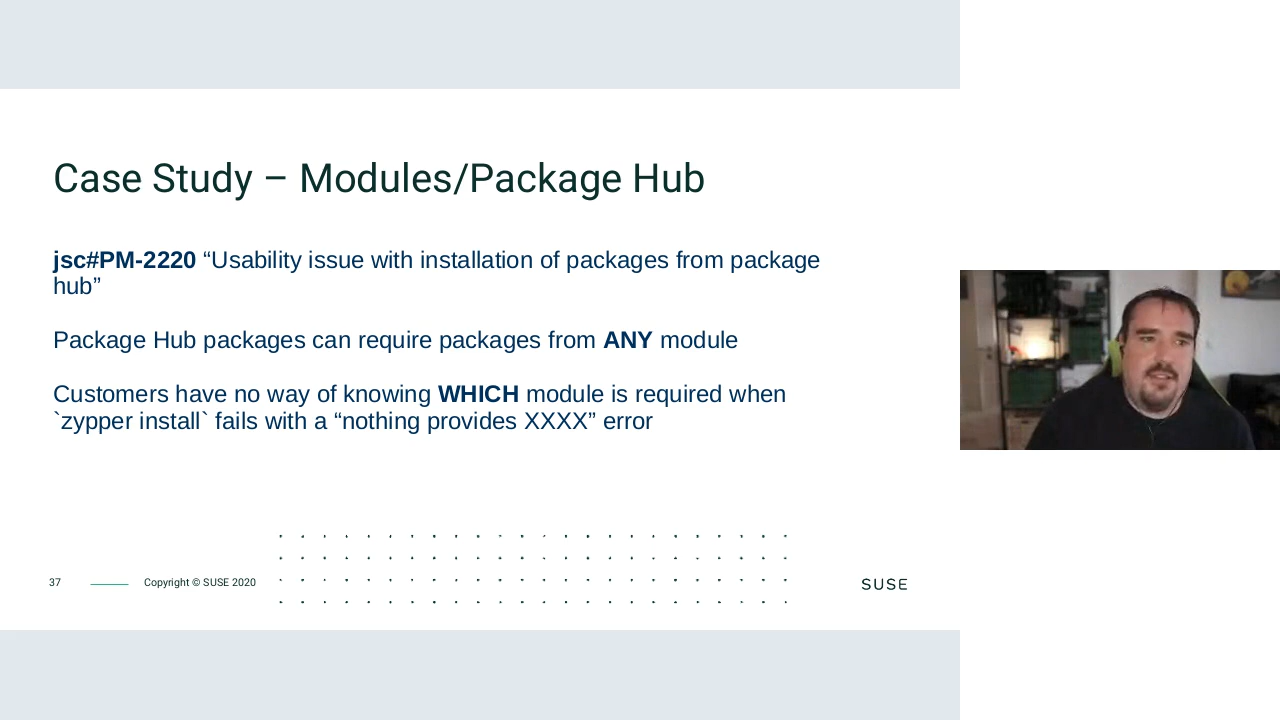 Case Study – Modules/Package Hub
jsc#PM-2220 “Usability issue with installation of packages from package
hub”
Package Hub packages can require packages from ANY module
Customers have no way of knowing WHICH module is required when
`zypper install` fails with a “nothing provides XXXX” error
37
Copyright © SUSE 2020
SUSE